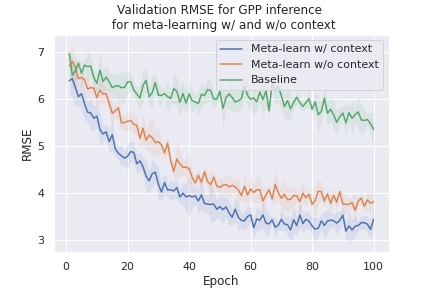 Validation RMSE for GPP inference
for meta-learning w/ and w/o context
Meta-learn w/ context
Meta-learn w/o context
Baseline
RMSE
7
6
5
4
3
0 20 40 60 80 100
Epoch